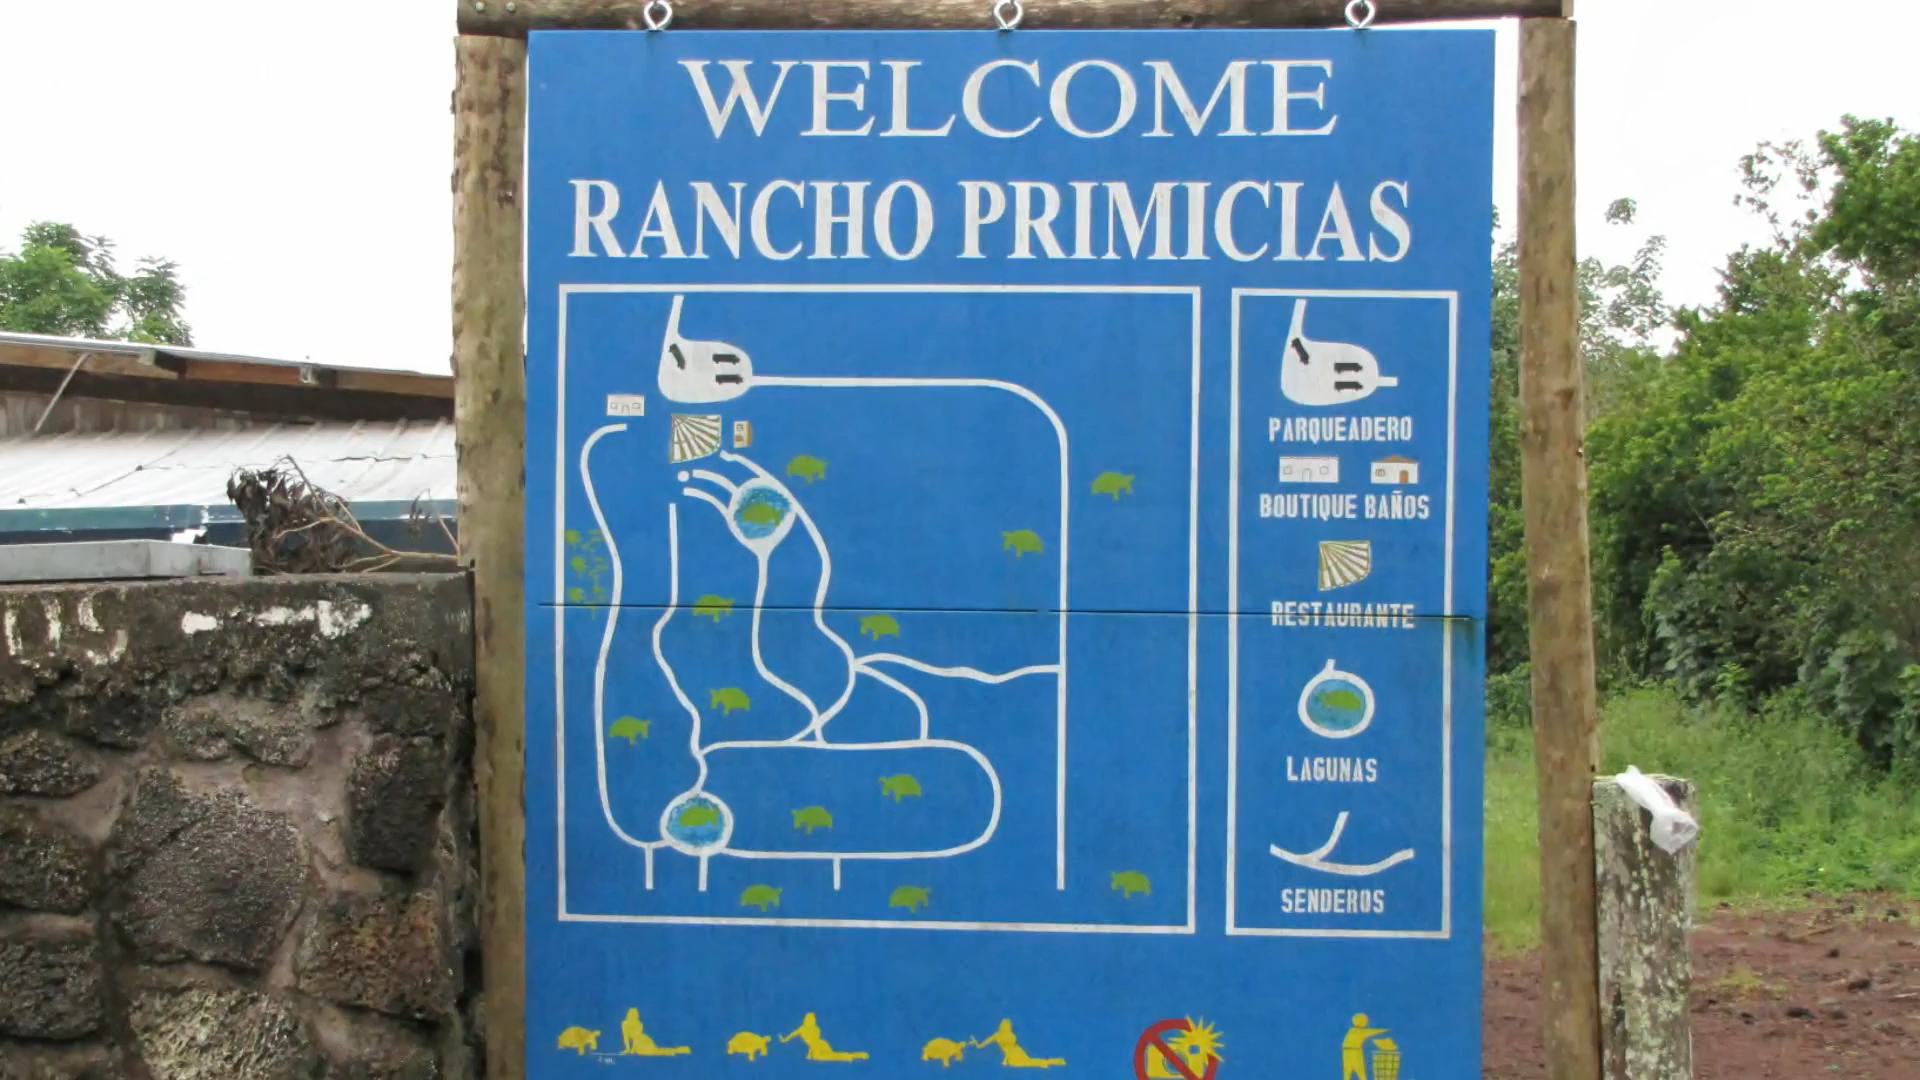 WELCOME
RANCHO PRIMICIAS
PARQUEADERO
BOUTIQUE BAÑOS
RESTAURANTE
LAGUNAS
SENDEROS